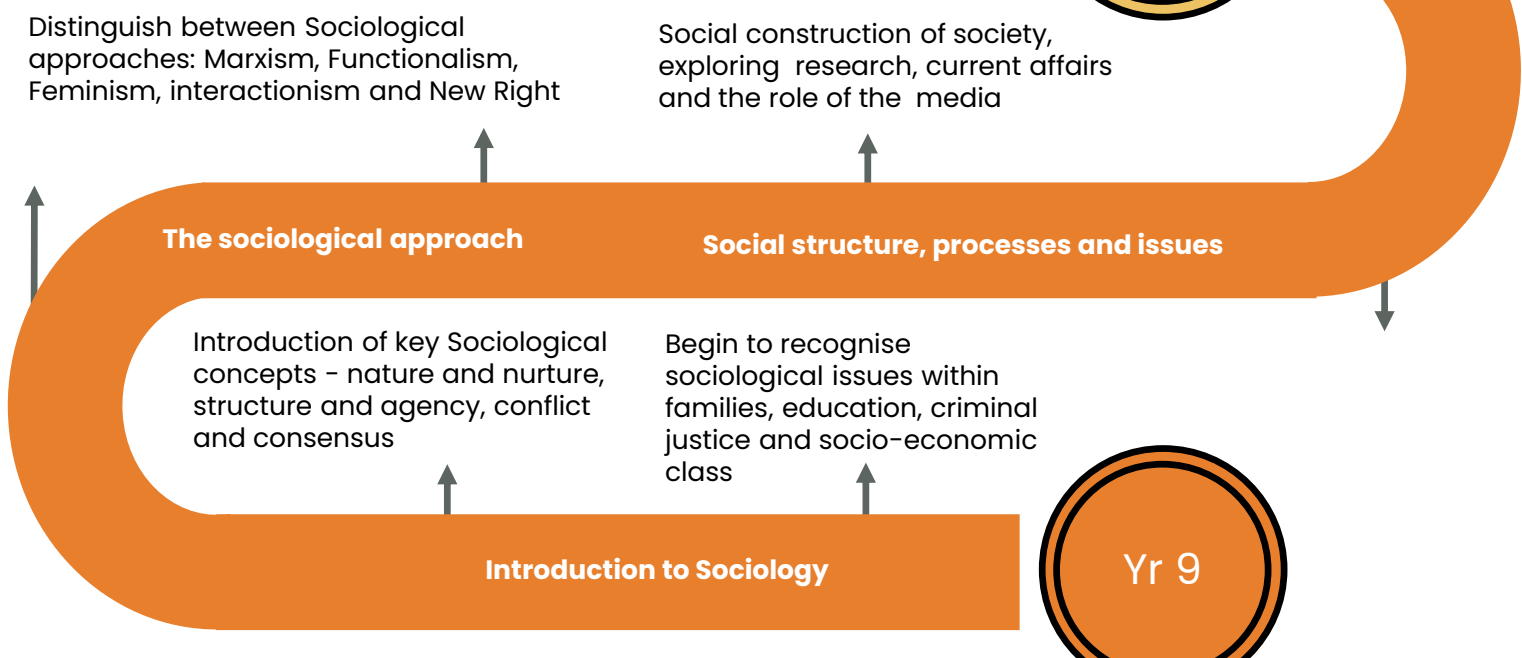 Distinguish between Sociological
approaches: Marxism, Functionalism,
Feminism, interactionism and New Right
Social construction of society,
exploring  research, current affairs
and the role of the  media
The sociological approach
Social structure, processes and issues
Introduction of key Sociological
concepts - nature and nurture,
structure and agency, conflict
and consensus
Begin to recognise
sociological issues within
families, education, criminal
justice and socio-economic
class
Introduction to Sociology
Yr 9